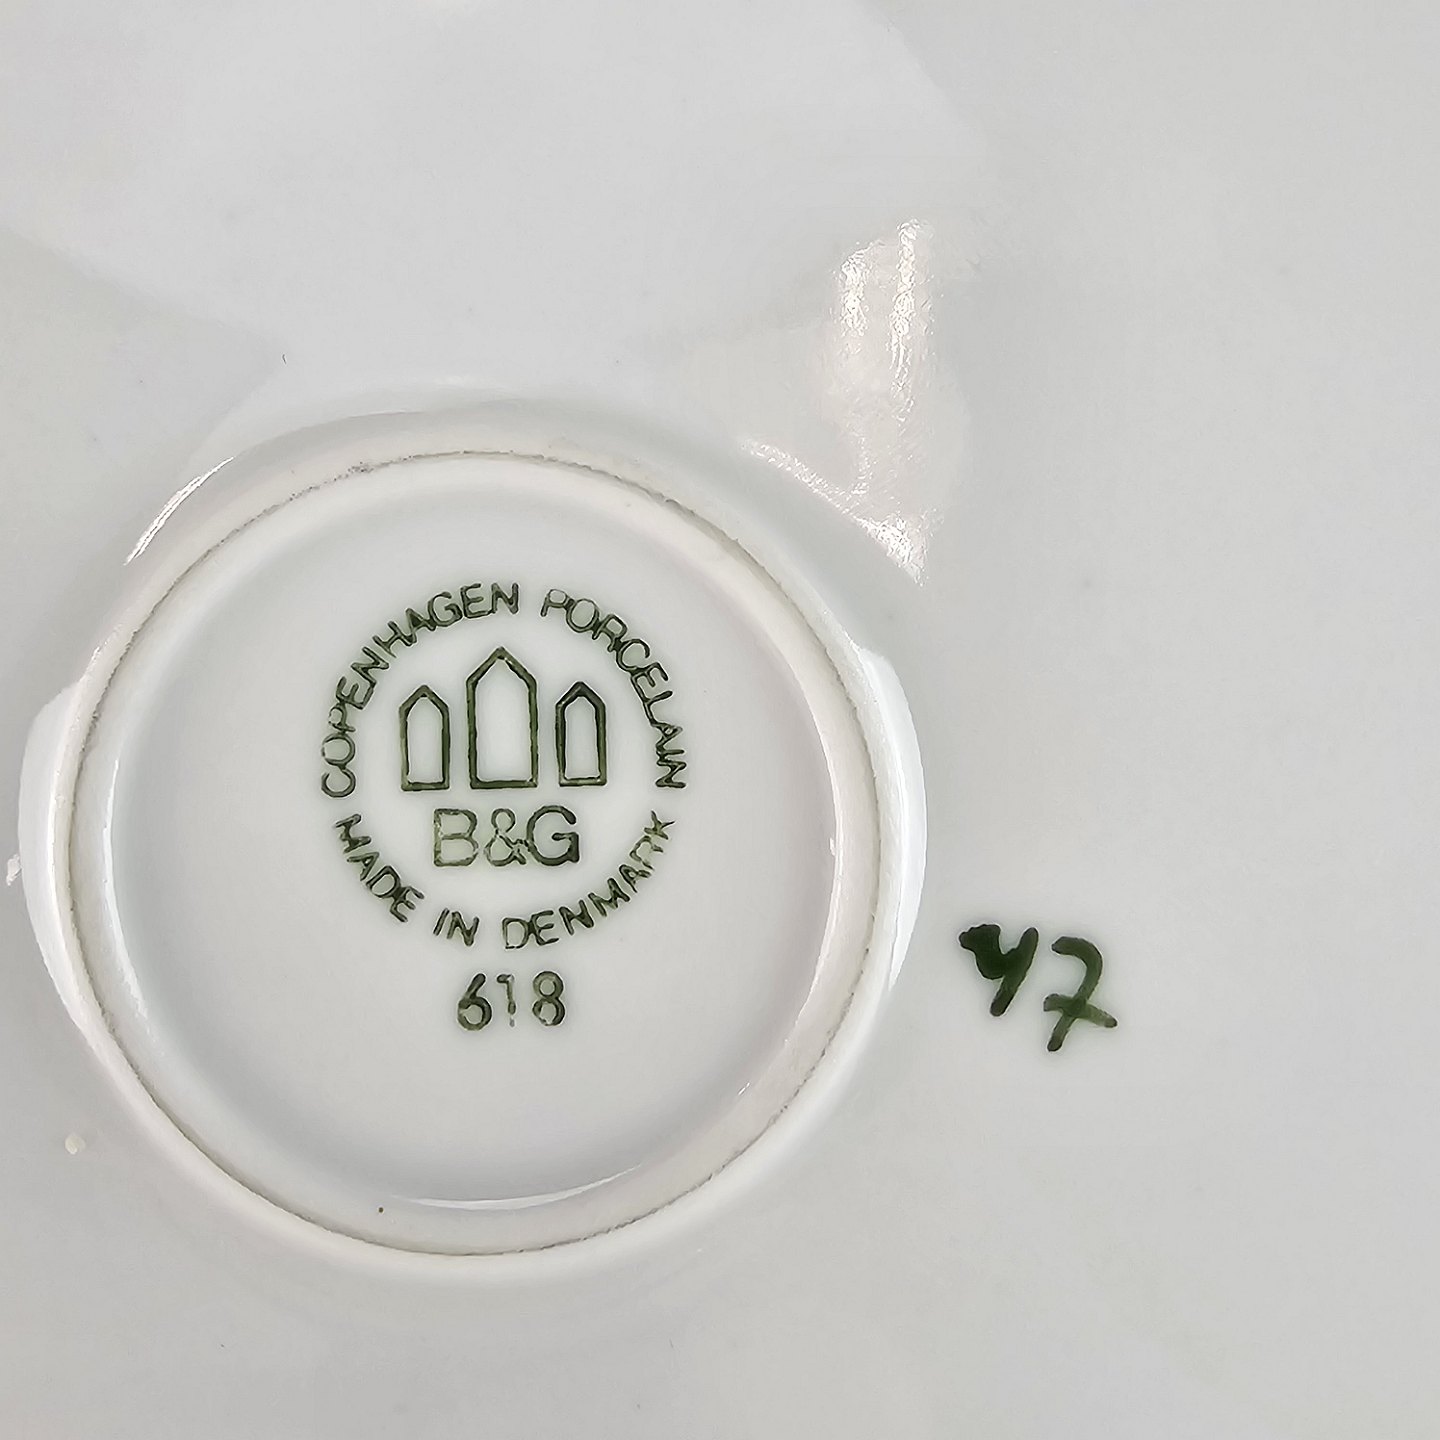 COPENHAGEN PORCELAIN
B&G
MADE IN DENMARK
618
47